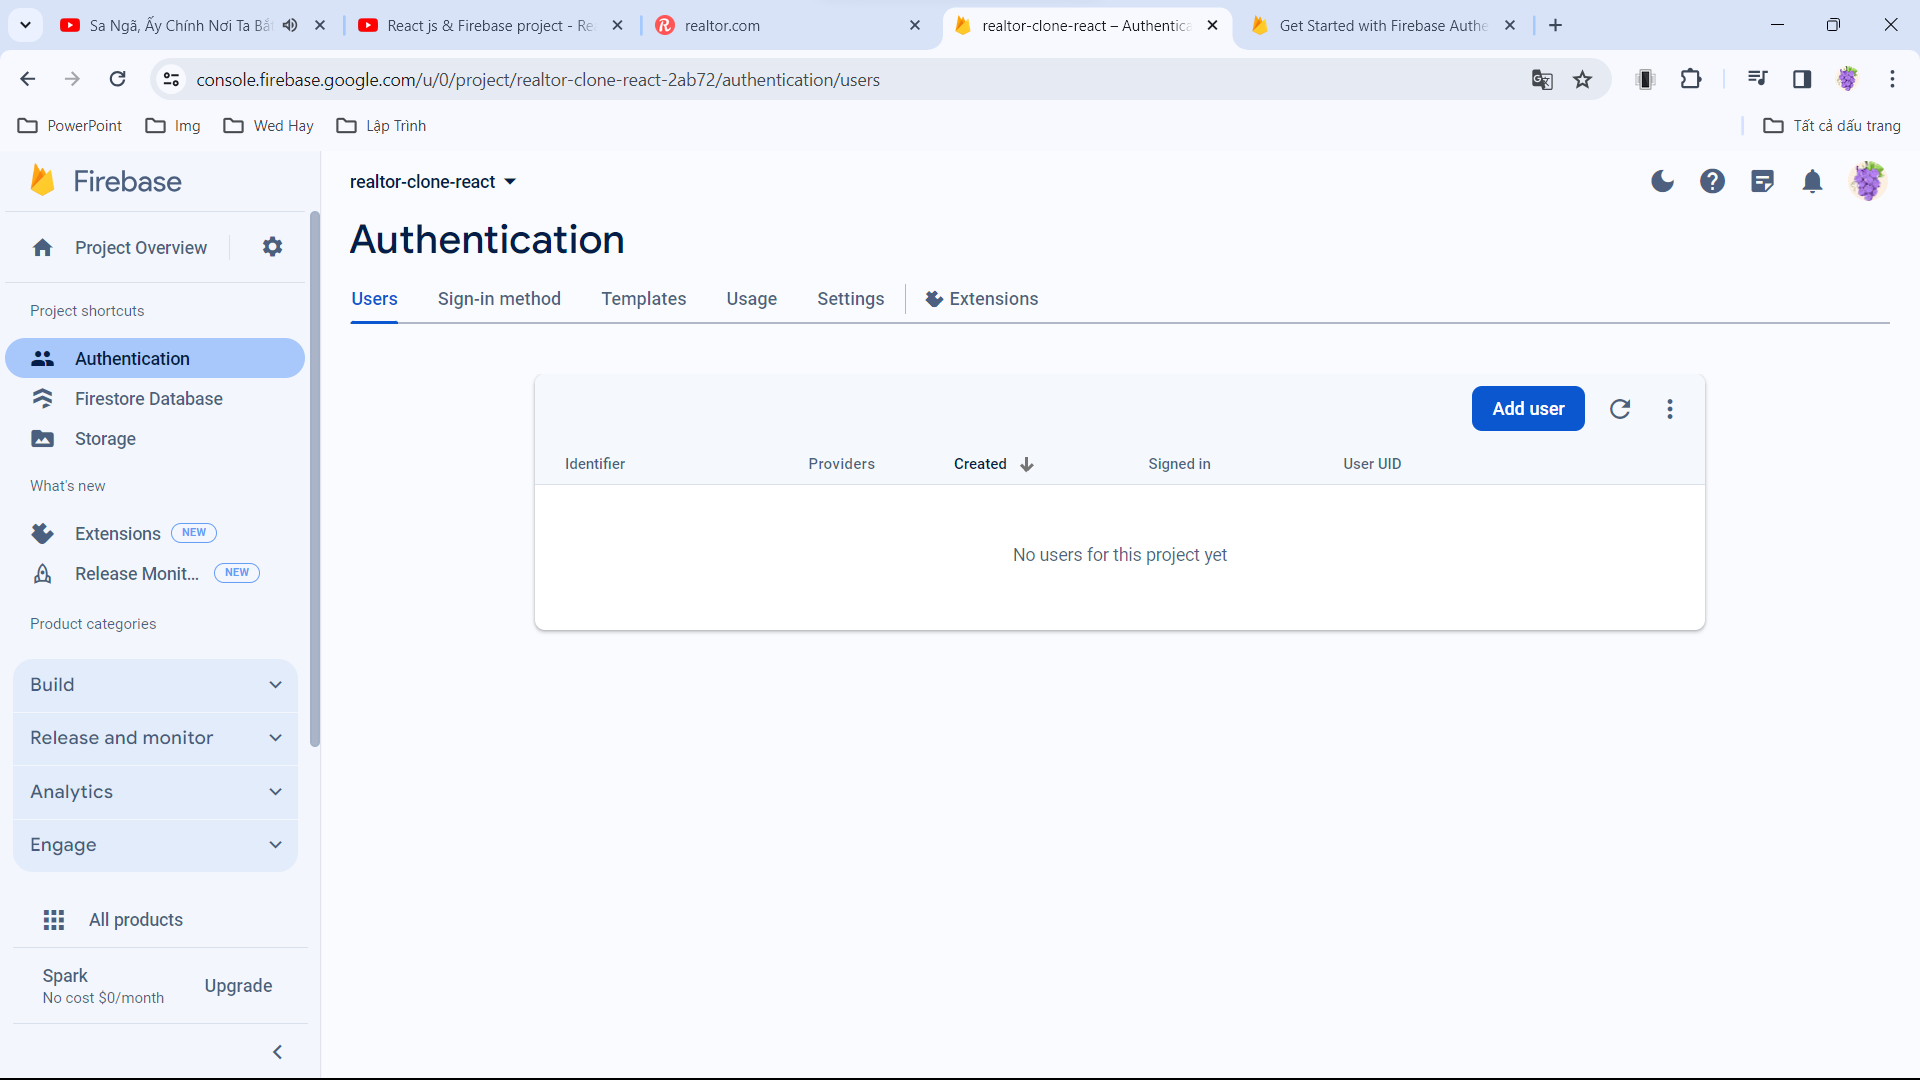 Sa Ngã, Ấy Chính Nơi Ta Bắt
React js & Firebase project - Re
realtor.com
realtor-clone-react – Authentica
Get Started with Firebase Authe
console.firebase.google.com/u/0/project/realtor-clone-react-2ab72/authentication/users
PowerPoint
Img
Wed Hay
Lập Trình
Tất cả dấu trang
Firebase
realtor-clone-react
Authentication
Project Overview
Users
Sign-in method
Templates
Usage
Settings
Extensions
Project shortcuts
Authentication
Firestore Database
Storage
What's new
Extensions NEW
Release Monit... NEW
Product categories
Build
Release and monitor
Analytics
Engage
All products
Spark
No cost $0/month
Upgrade
Add user
Identifier
Providers
Created
Signed in
User UID
No users for this project yet